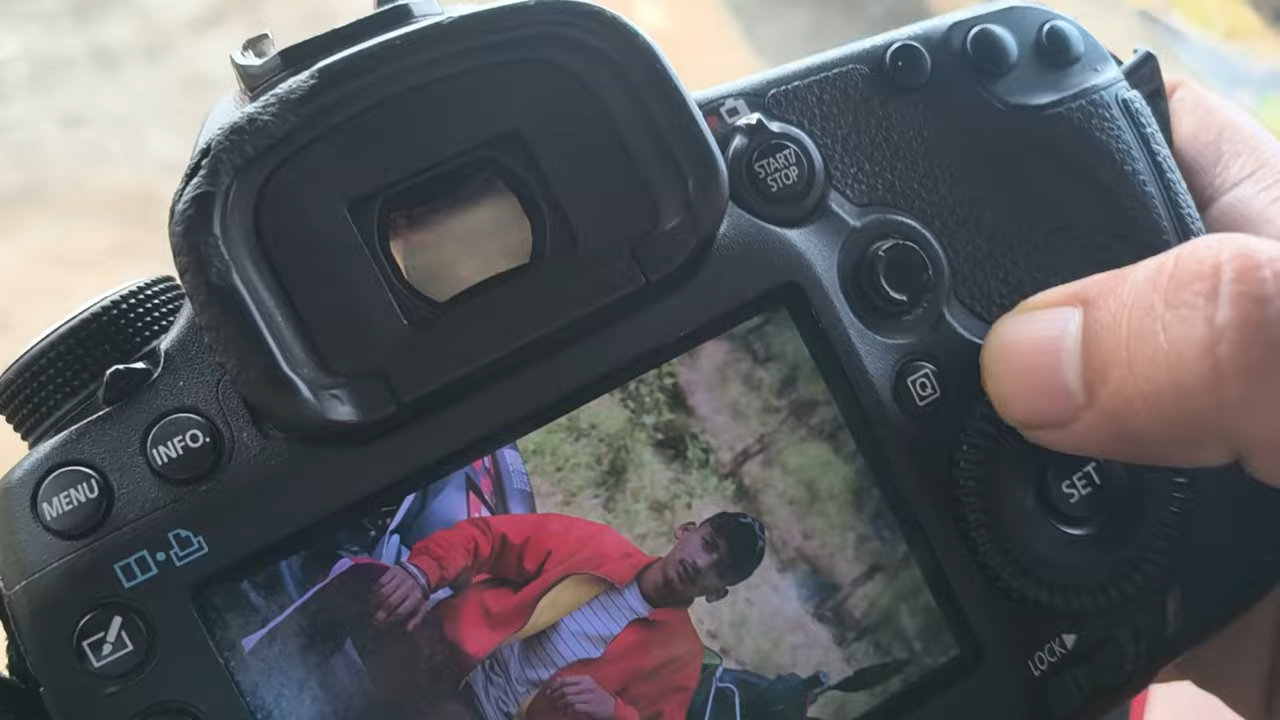 START/
STOP
INFO.
MENU
Q
SET
LOCK▶